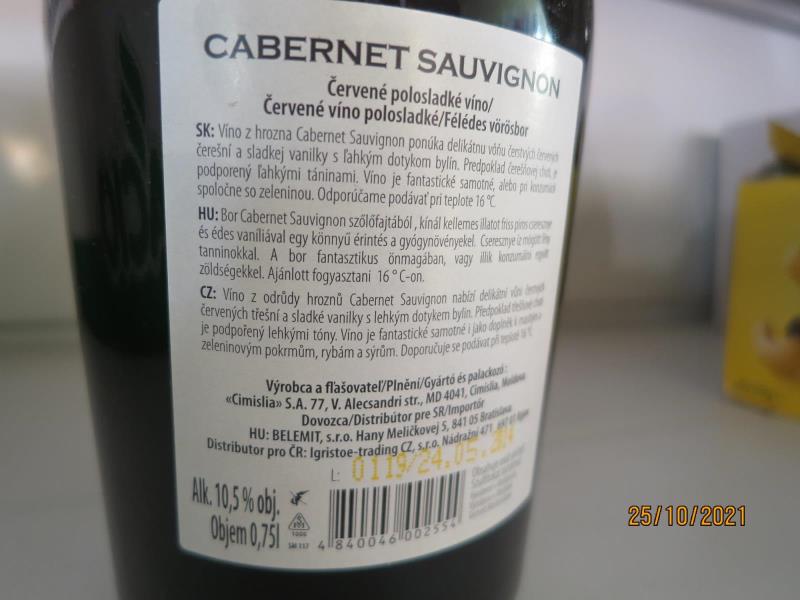 CABERNET SAUVIGNON
Červené polosladké víno/
Červené víno polosladké/Félédes vörösbor
SK: Víno z hrozna Cabernet Sauvignon ponúka delikátnu vôňu čerstvých červených
čerešní a sladkej vanilky s ľahkým dotykom bylín. Predpoklad čerešňovej chuti, je
podporený ľahkými tánínami. Víno je fantastické samotné, alebo pri konzumácii
spoločne so zeleninou. Odporúčame podávať pri teplote 16 °C.
HU: Bor Cabernet Sauvignon szőlőfajtából , kínál kellemes illatot friss piros cseresznye
és édes vaníliával egy könnyű érintés a gyógynövényekel. Cseresznye íz mögött finy
tanninokkal. A bor fantasztikus önmagában, vagy illik konzumálni együtt
zöldségekkel. Ajánlott fogyasztani 16 ° C-on.
CZ: Víno z odrůdy hroznů Cabernet Sauvignon nabízí delikátní vůni čerstvých
červených třešní a sladké vanilky s lehkým dotykem bylin. Předpoklad třešňové chuti
je podpořený lehkými tóny. Víno je fantastické samotné i jako doplněk k masitým a
zeleninovým pokrmům, rybám a sýrům. Doporučuje se podávat při teplotě 16 °C.
Výrobca a fľašovateľ/Plnění/Gyártó és palackozó :
«Cimislia» S.A. 77, V. Alecsandri str., MD 4041, Cimislia, Moldova
Dovozca/Distribútor pre SR/Importőr
HU: BELEMIT, s.r.o. Hany Meličkovej 5, 841 05 Bratislava
Distributor pro ČR: Igristoe-trading CZ, s.r.o. Nádražní 471,
L: 0119/24.05.
Alk. 10,5 % obj.
Objem 0,75l
SM 117
4 840046 002554
25/10/2021